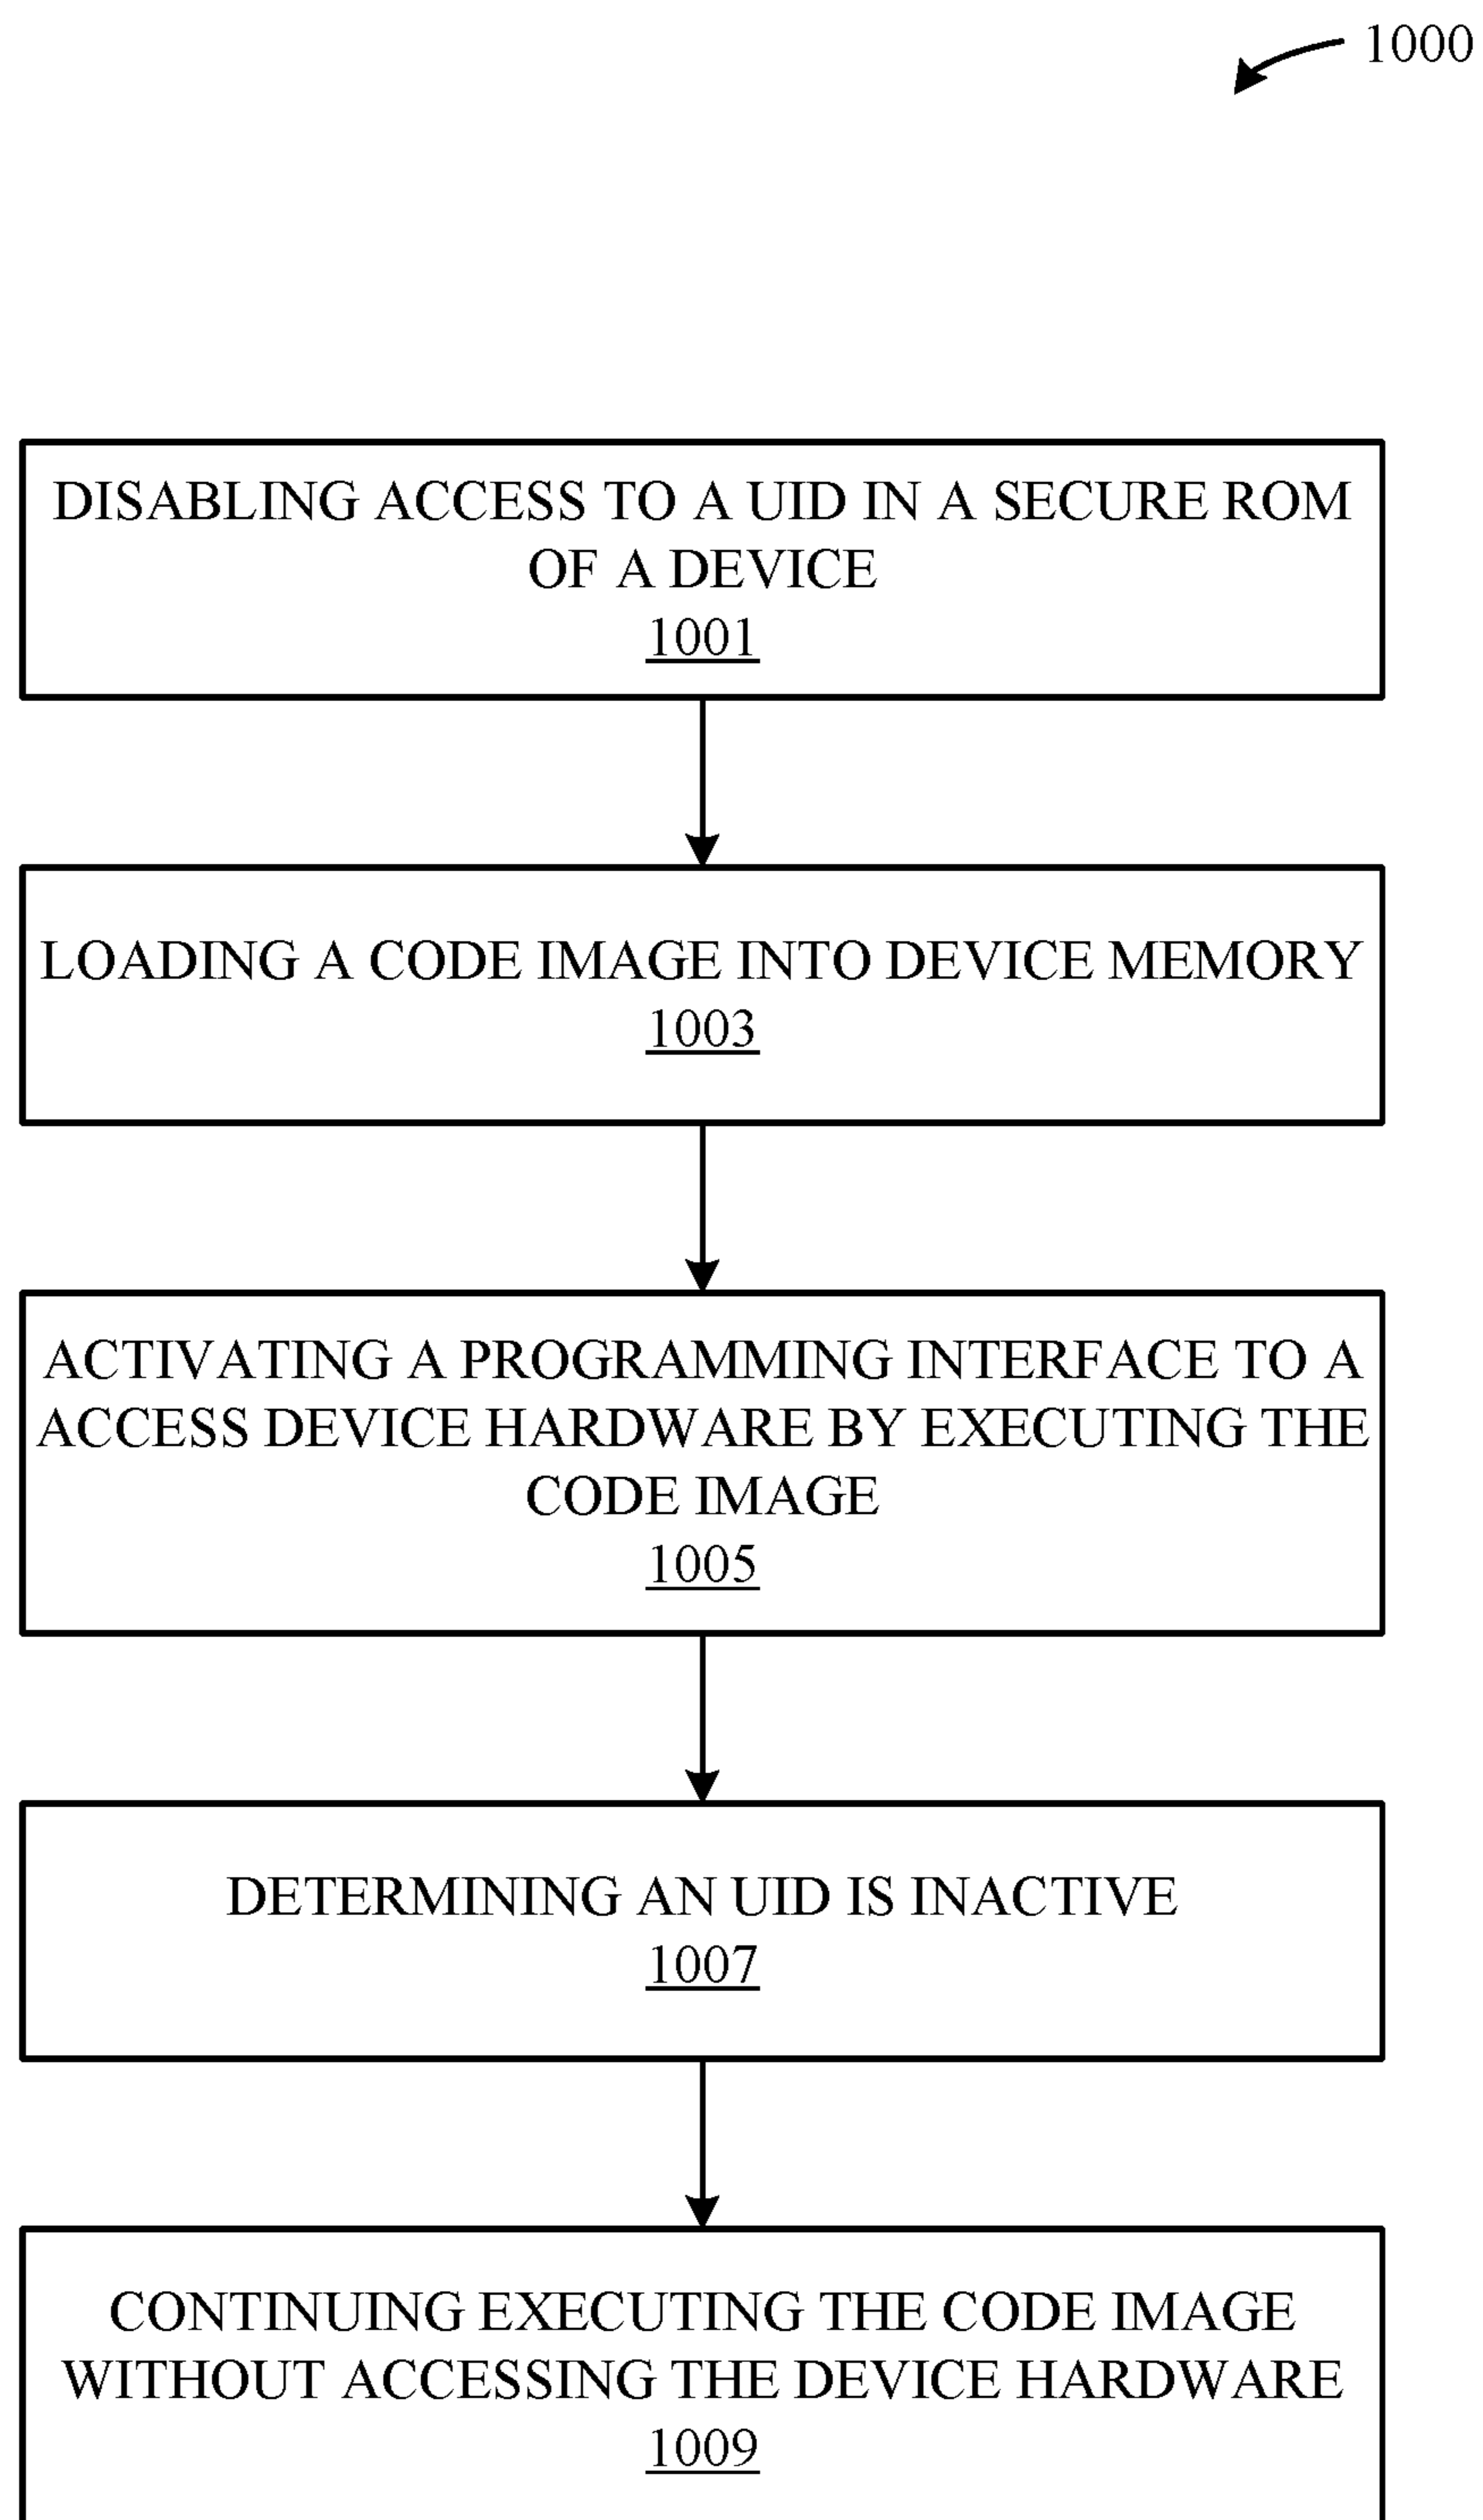 1000
DISABLING ACCESS TO A UID IN A SECURE ROM
OF A DEVICE
1001
LOADING A CODE IMAGE INTO DEVICE MEMORY
1003
ACTIVATING A PROGRAMMING INTERFACE TO A
ACCESS DEVICE HARDWARE BY EXECUTING THE
CODE IMAGE
1005
DETERMINING AN UID IS INACTIVE
1007
CONTINUING EXECUTING THE CODE IMAGE
WITHOUT ACCESSING THE DEVICE HARDWARE
1009